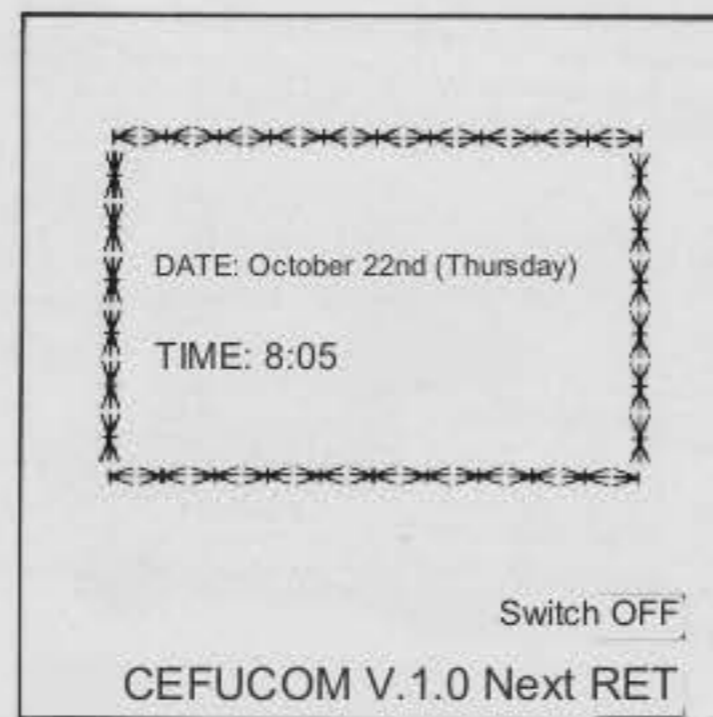 DATE: October 22nd (Thursday)
TIME: 8:05
Switch OFF
CEFUCOM V.1.0 Next RET